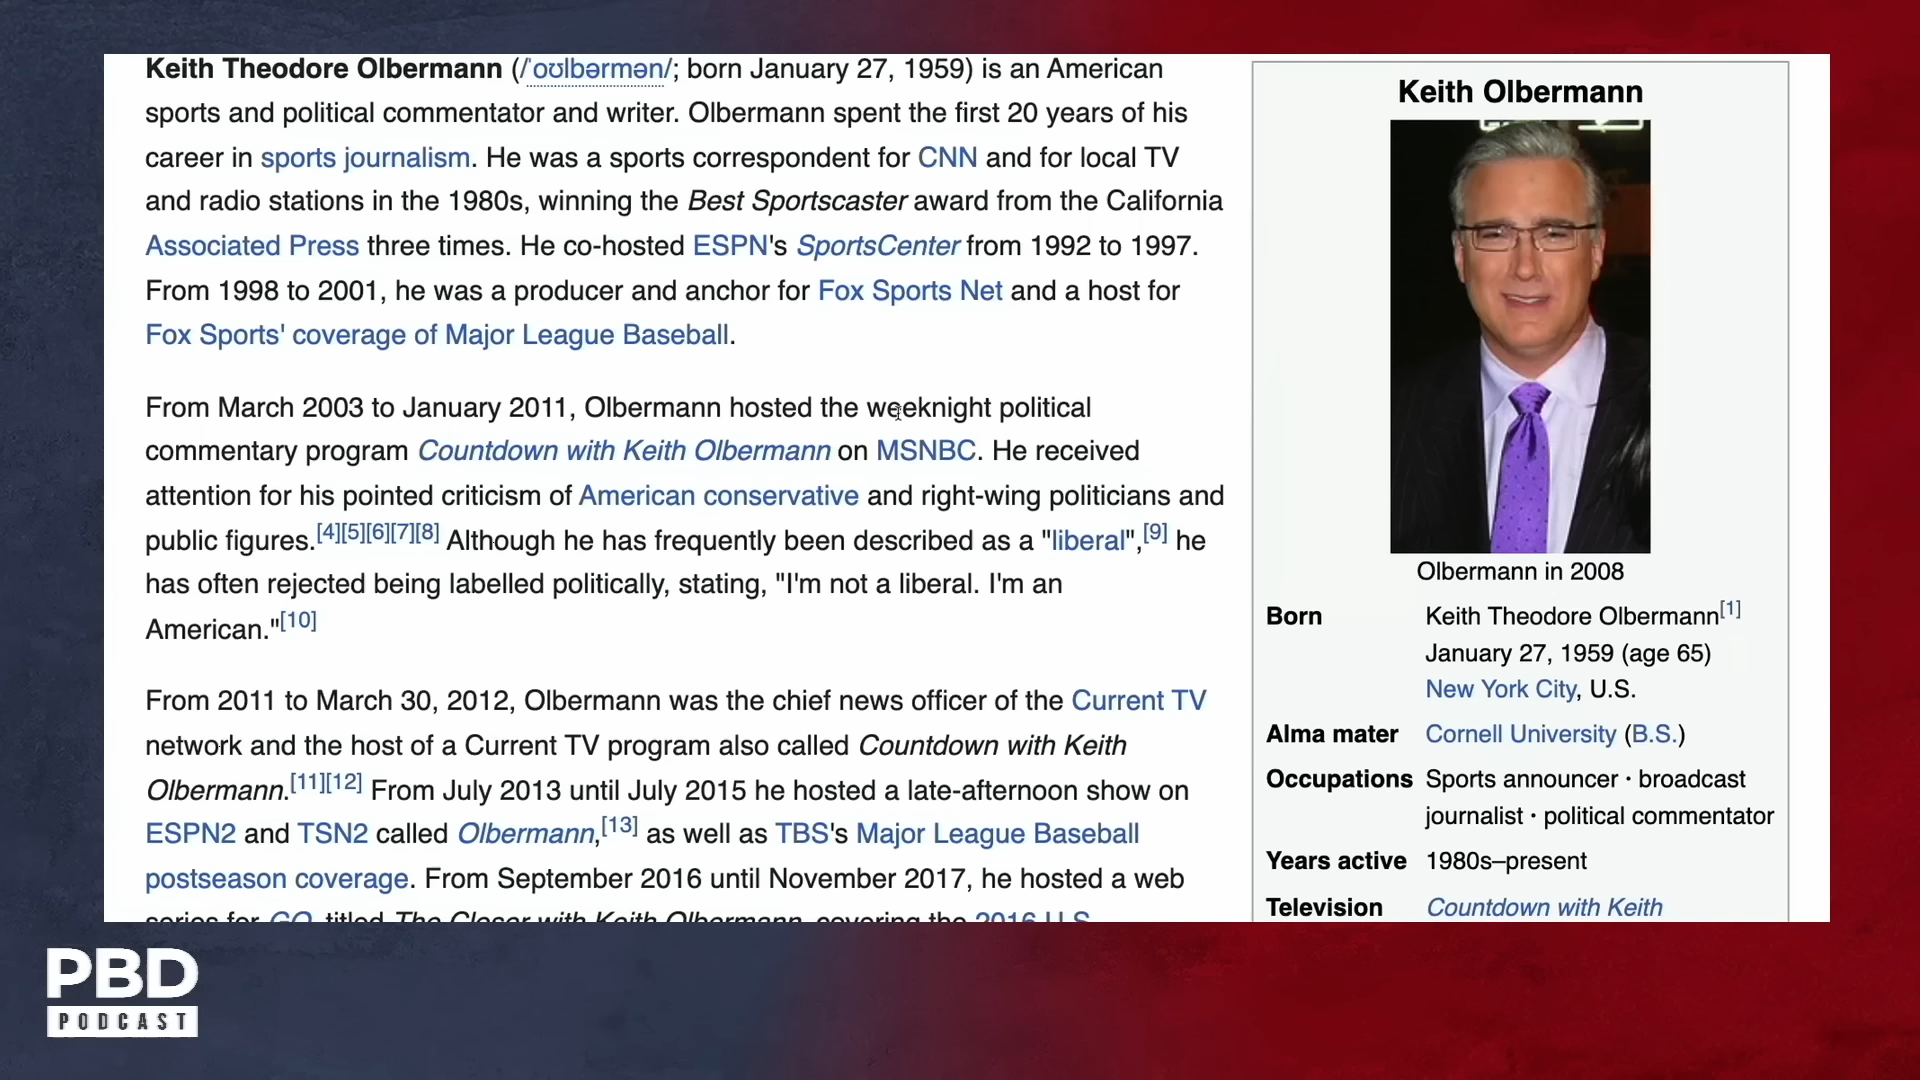 Keith Theodore Olbermann (/ˈoʊlbərmən/; born January 27, 1959) is an American
sports and political commentator and writer. Olbermann spent the first 20 years of his
career in sports journalism. He was a sports correspondent for CNN and for local TV
and radio stations in the 1980s, winning the Best Sportscaster award from the California
Associated Press three times. He co-hosted ESPN's SportsCenter from 1992 to 1997.
From 1998 to 2001, he was a producer and anchor for Fox Sports Net and a host for
Fox Sports' coverage of Major League Baseball.
From March 2003 to January 2011, Olbermann hosted the weeknight political
commentary program Countdown with Keith Olbermann on MSNBC. He received
attention for his pointed criticism of American conservative and right-wing politicians and
public figures.[4][5][6][7][8] Although he has frequently been described as a "liberal",[9] he
has often rejected being labelled politically, stating, "I'm not a liberal. I'm an
American."[10]
From 2011 to March 30, 2012, Olbermann was the chief news officer of the Current TV
network and the host of a Current TV program also called Countdown with Keith
Olbermann.[11][12] From July 2013 until July 2015 he hosted a late-afternoon show on
ESPN2 and TSN2 called Olbermann,[13] as well as TBS's Major League Baseball
postseason coverage. From September 2016 until November 2017, he hosted a web
series for GQ, titled The Closer with Keith Olbermann, covering the 2016 U.S.
Keith Olbermann
Olbermann in 2008
Born Keith Theodore Olbermann[1]
January 27, 1959 (age 65)
New York City, U.S.
Alma mater Cornell University (B.S.)
Occupations Sports announcer · broadcast
journalist · political commentator
Years active 1980s–present
Television Countdown with Keith
PBD
PODCAST